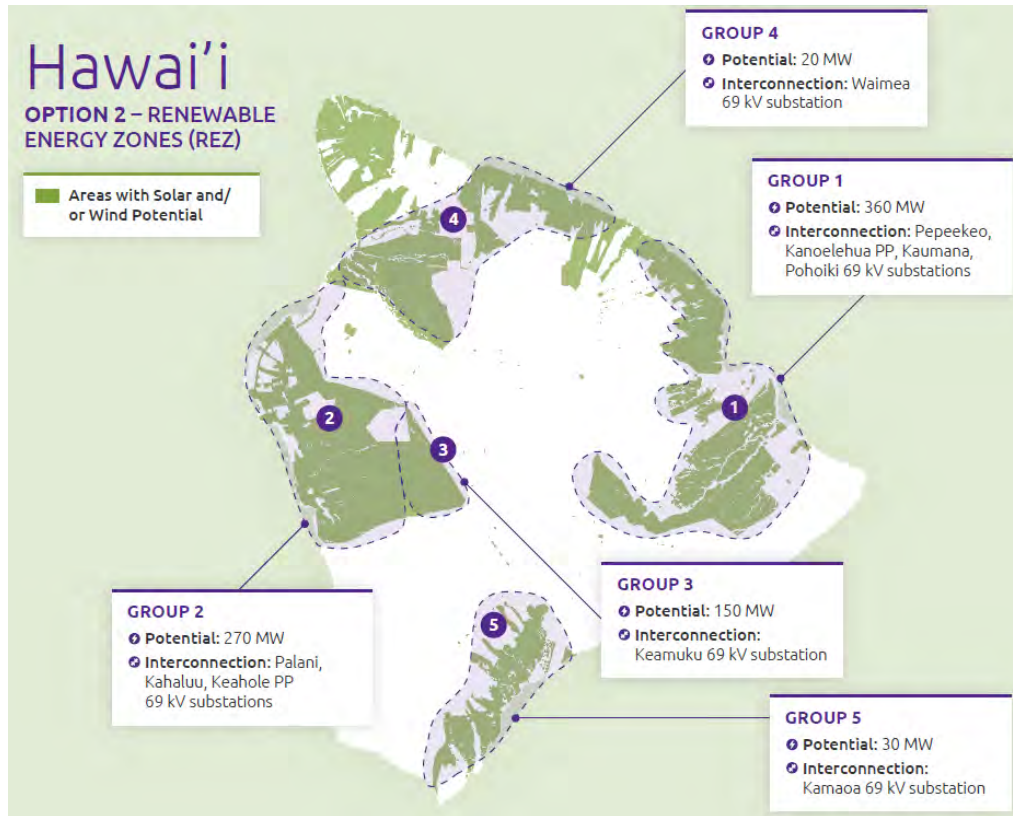 Hawai‘i
OPTION 2 – RENEWABLE
ENERGY ZONES (REZ)
Areas with Solar and/
or Wind Potential
GROUP 4
Potential: 20 MW
Interconnection: Waimea
69 kV substation
GROUP 1
Potential: 360 MW
Interconnection: Pepeekeo,
Kanoelehua PP, Kaumana,
Pohoiki 69 kV substations
4
2
3
1
5
GROUP 2
Potential: 270 MW
Interconnection: Palani,
Kahaluu, Keahole PP
69 kV substations
GROUP 3
Potential: 150 MW
Interconnection:
Keamuku 69 kV substation
GROUP 5
Potential: 30 MW
Interconnection:
Kamaoa 69 kV substation